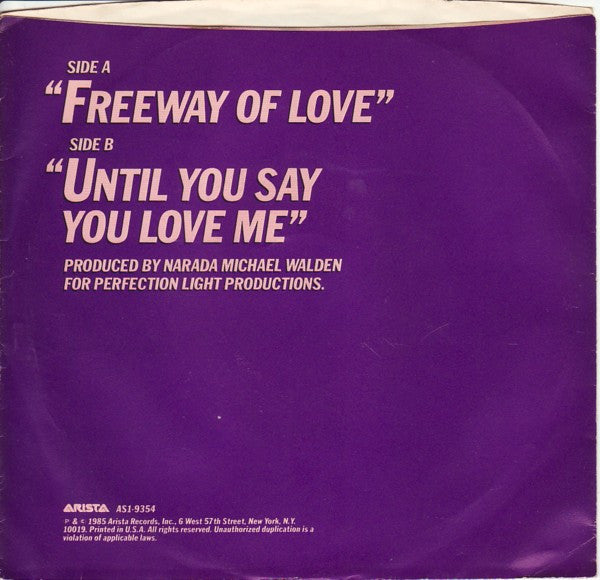 SIDE A
“FREEWAY OF LOVE”
SIDE B
“UNTIL YOU SAY
YOU LOVE ME”
PRODUCED BY NARADA MICHAEL WALDEN
FOR PERFECTION LIGHT PRODUCTIONS.
ARISTA AS1-9354
℗ & © 1985 Arista Records, Inc., 6 West 57th Street, New York, N.Y.
10019. Printed in U.S.A. All rights reserved. Unauthorized duplication is a
violation of applicable laws.